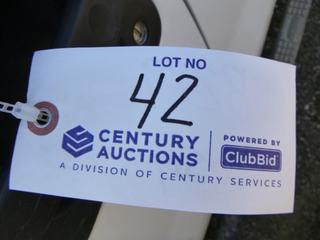 LOT NO
42
CENTURY AUCTIONS
POWERED BY
ClubBid
A DIVISION OF CENTURY SERVICES